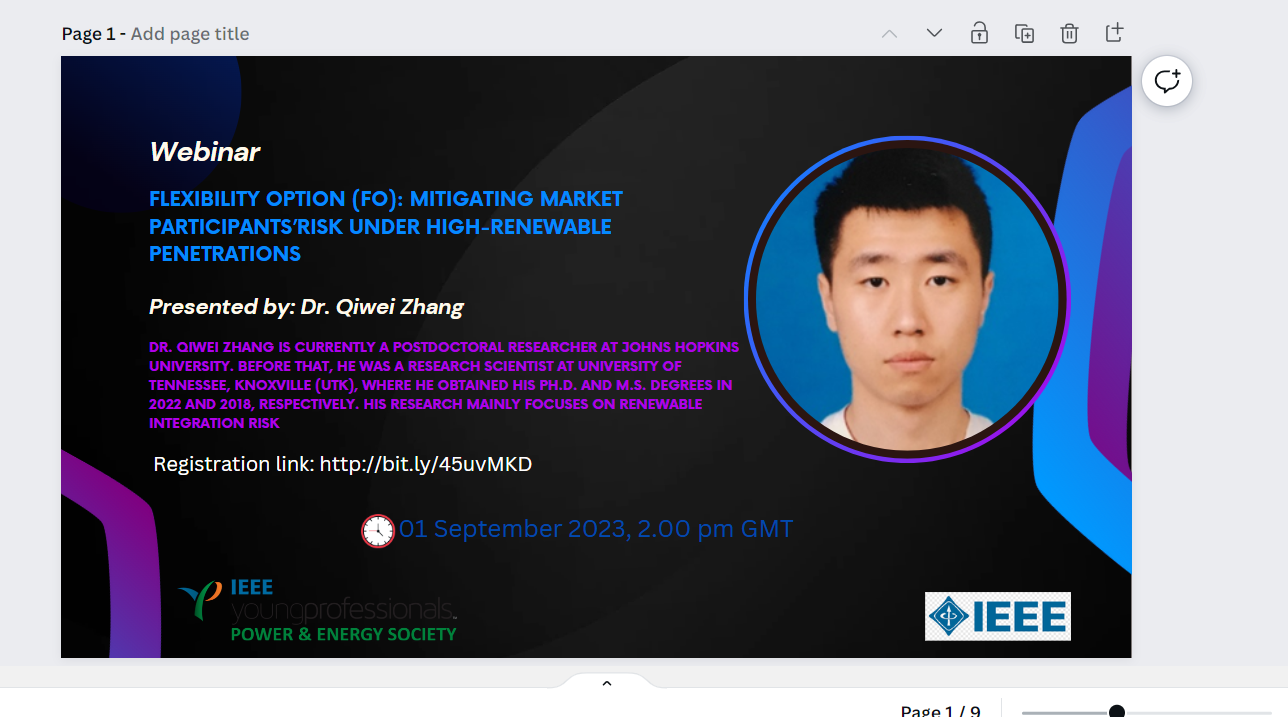 Page 1 - Add page title
Webinar
FLEXIBILITY OPTION (FO): MITIGATING MARKET
PARTICIPANTS'RISK UNDER HIGH-RENEWABLE
PENETRATIONS
Presented by: Dr. Qiwei Zhang
DR. QIWEI ZHANG IS CURRENTLY A POSTDOCTORAL RESEARCHER AT JOHNS HOPKINS
UNIVERSITY. BEFORE THAT, HE WAS A RESEARCH SCIENTIST AT UNIVERSITY OF
TENNESSEE, KNOXVILLE (UTK), WHERE HE OBTAINED HIS PH.D. AND M.S. DEGREES IN
2022 AND 2018, RESPECTIVELY. HIS RESEARCH MAINLY FOCUSES ON RENEWABLE
INTEGRATION RISK
Registration link: http://bit.ly/45uvMKD
01 September 2023, 2.00 pm GMT
IEEE
youngprofessionals™
POWER & ENERGY SOCIETY
IEEE
Page 1 / 9